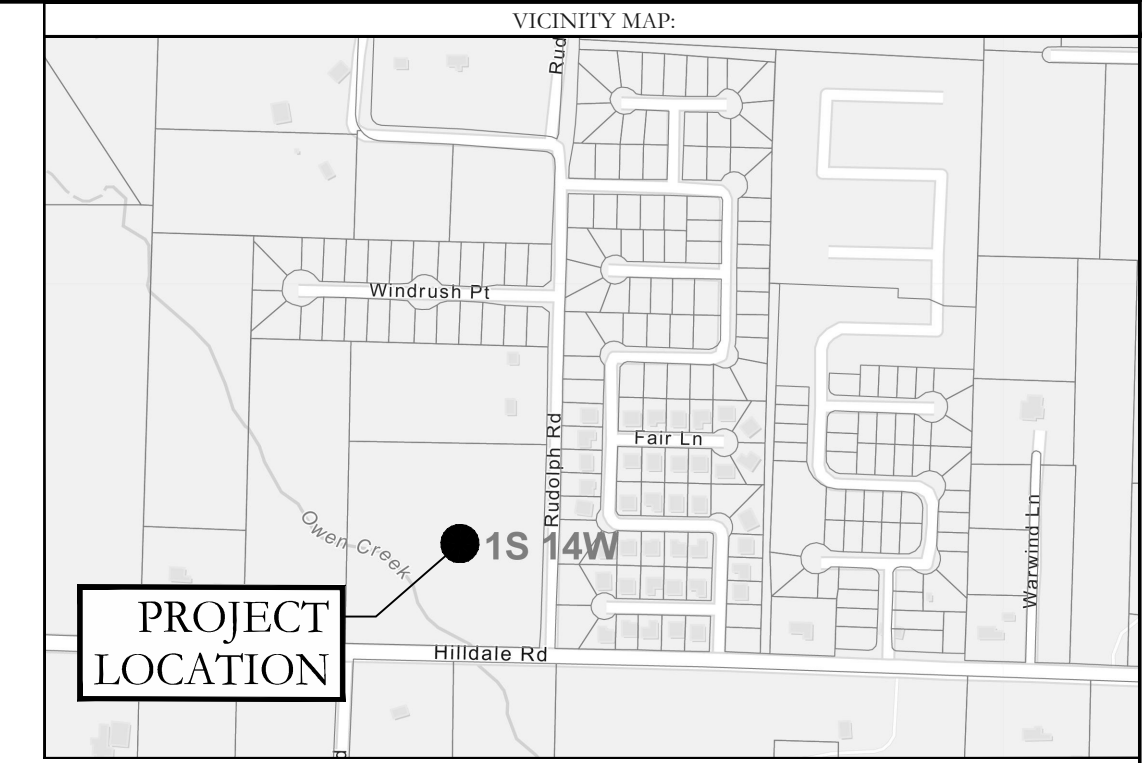 VICINITY MAP:
Rud
Windrush Pt
Rudolph Rd
Fair Ln
Owen Creek
1S 14W
Warwind Ln
PROJECT
LOCATION
Hilldale Rd
d